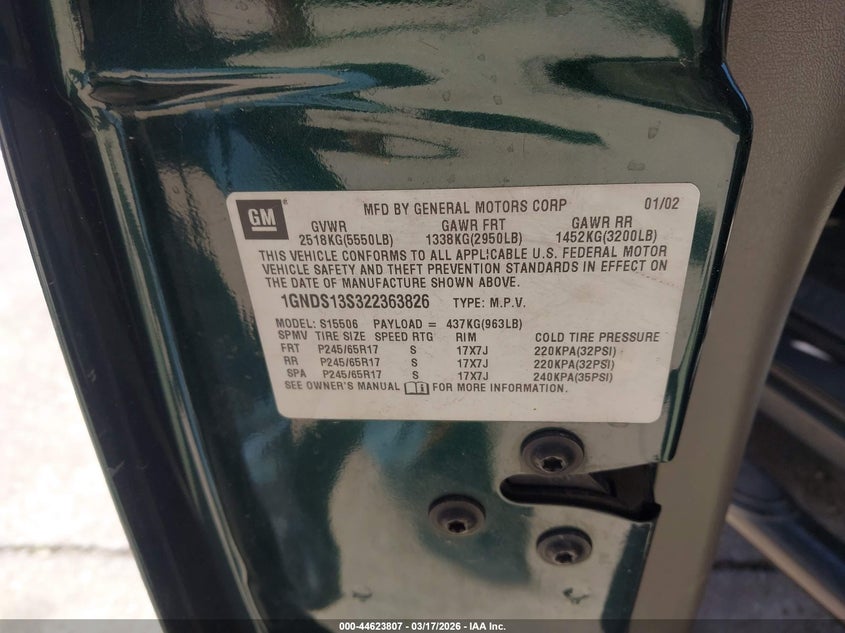 GM
MFD BY GENERAL MOTORS CORP 01/02
GVWR GAWR FRT GAWR RR
2518KG(5550LB) 1338KG(2950LB) 1452KG(3200LB)
THIS VEHICLE CONFORMS TO ALL APPLICABLE U.S. FEDERAL MOTOR
VEHICLE SAFETY AND THEFT PREVENTION STANDARDS IN EFFECT ON
THE DATE OF MANUFACTURE SHOWN ABOVE.
1GNDS13S322363826 TYPE: M.P.V.
MODEL: S15506 PAYLOAD = 437KG(963LB)
SPMV TIRE SIZE SPEED RTG RIM COLD TIRE PRESSURE
FRT P245/65R17 S 17X7J 220KPA(32PSI)
RR P245/65R17 S 17X7J 220KPA(32PSI)
SPA P245/65R17 S 17X7J 240KPA(35PSI)
SEE OWNER'S MANUAL FOR MORE INFORMATION.
000-44623807 - 03/17/2026 - IAA Inc.